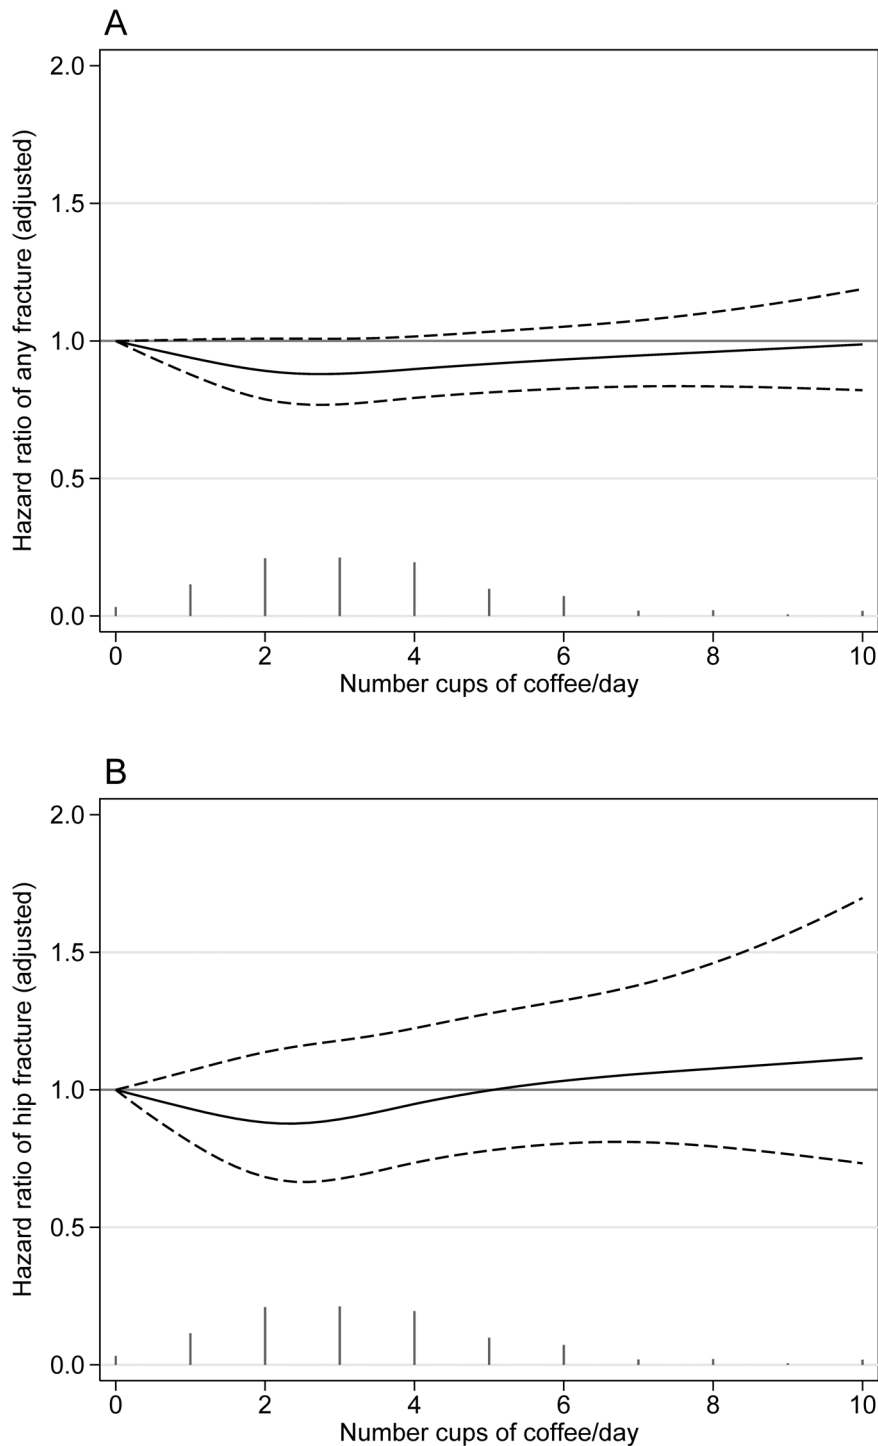 A
2.0
1.5
1.0
0.5
0.0
Hazard ratio of any fracture (adjusted)
0 2 4 6 8 10
Number cups of coffee/day
B
2.0
1.5
1.0
0.5
0.0
Hazard ratio of hip fracture (adjusted)
0 2 4 6 8 10
Number cups of coffee/day